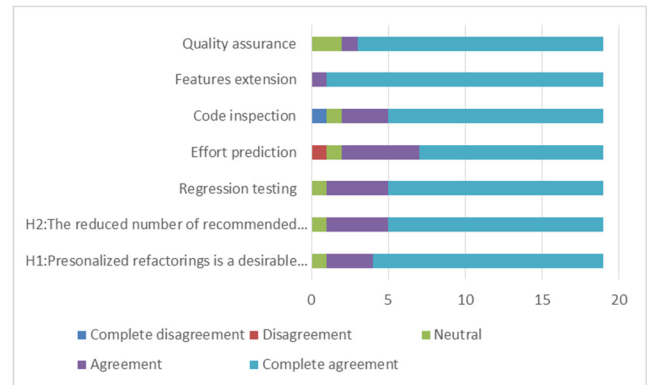 Quality assurance
Features extension
Code inspection
Effort prediction
Regression testing
H2:The reduced number of recommended...
H1:Presonalized refactorings is a desirable...
0 5 10 15 20
Complete disagreement Disagreement Neutral
Agreement Complete agreement